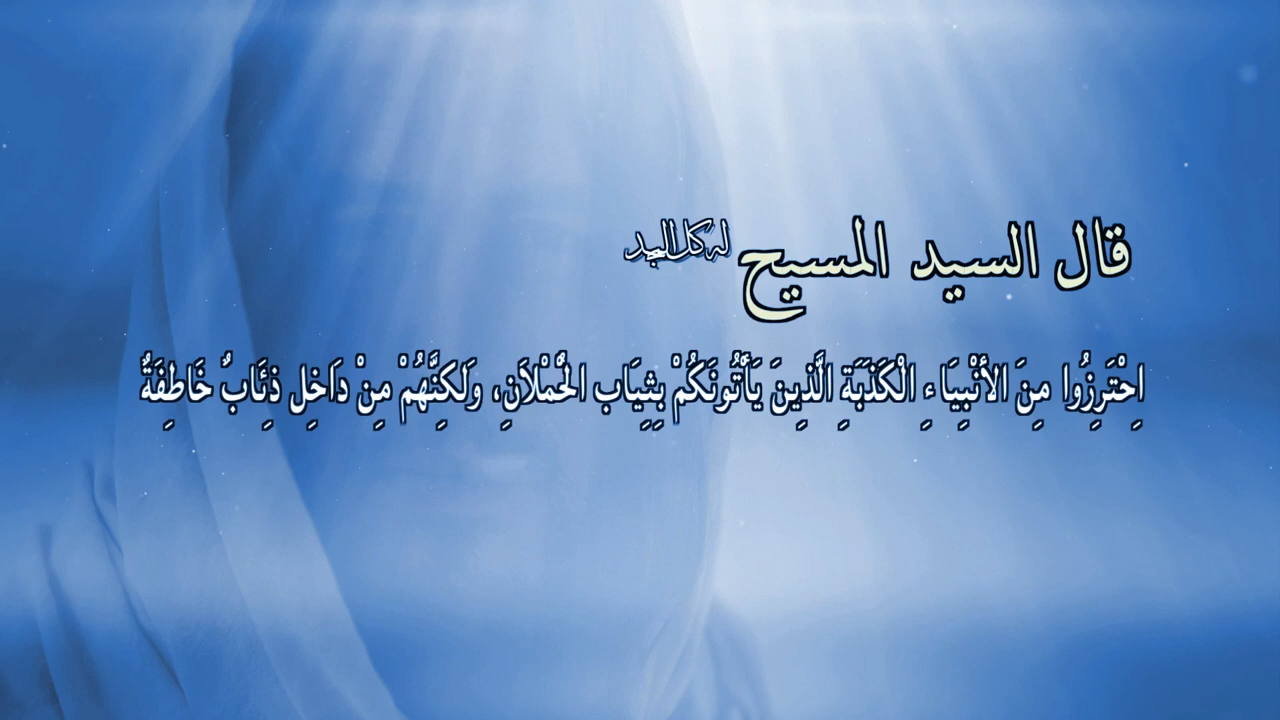 قال السيد المسيح له كل المجد
اِحْتَرِزُوا مِنَ الأَنْبِيَاءِ الْكَذَبَةِ الَّذِينَ يَأْتُونَكُمْ بِثِيَاب الْحُمْلاَنِ، وَلكِنَّهُمْ مِنْ دَاخِل ذِئَابٌ خَاطِفَةٌ